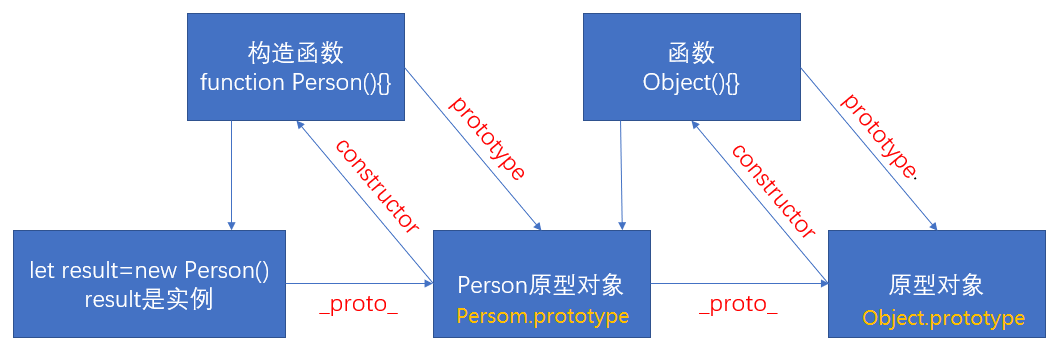 构造函数
function Person(){}
函数
Object(){}
prototype
constructor
prototype.
constructor
let result=new Person()
result是实例
_proto_
Person原型对象
Persom.prototype
_proto_
原型对象
Object.prototype